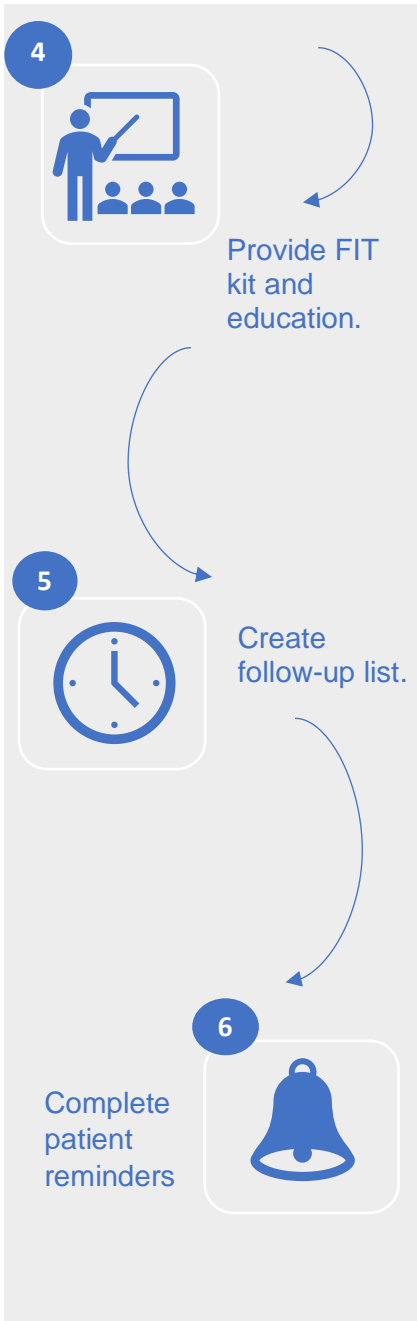 4
Provide FIT
kit and
education.
5
Create
follow-up list.
6
Complete
patient
reminders